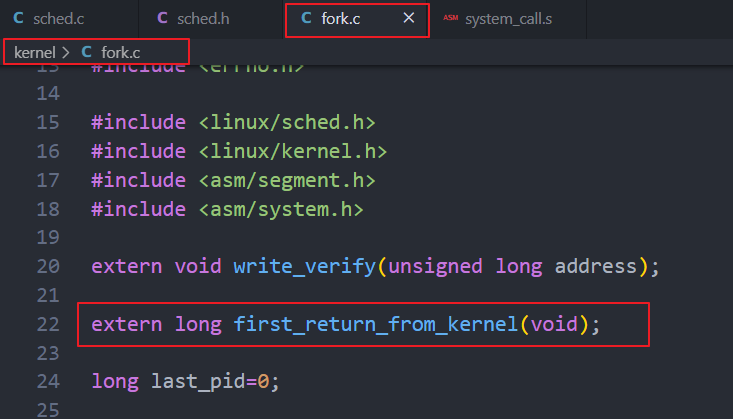 C sched.c C sched.h C fork.c × ASM system_call.s
kernel > C fork.c
13 #include <errno.h>
14
15 #include <linux/sched.h>
16 #include <linux/kernel.h>
17 #include <asm/segment.h>
18 #include <asm/system.h>
19
20 extern void write_verify(unsigned long address);
21
22 extern long first_return_from_kernel(void);
23
24 long last_pid=0;
25